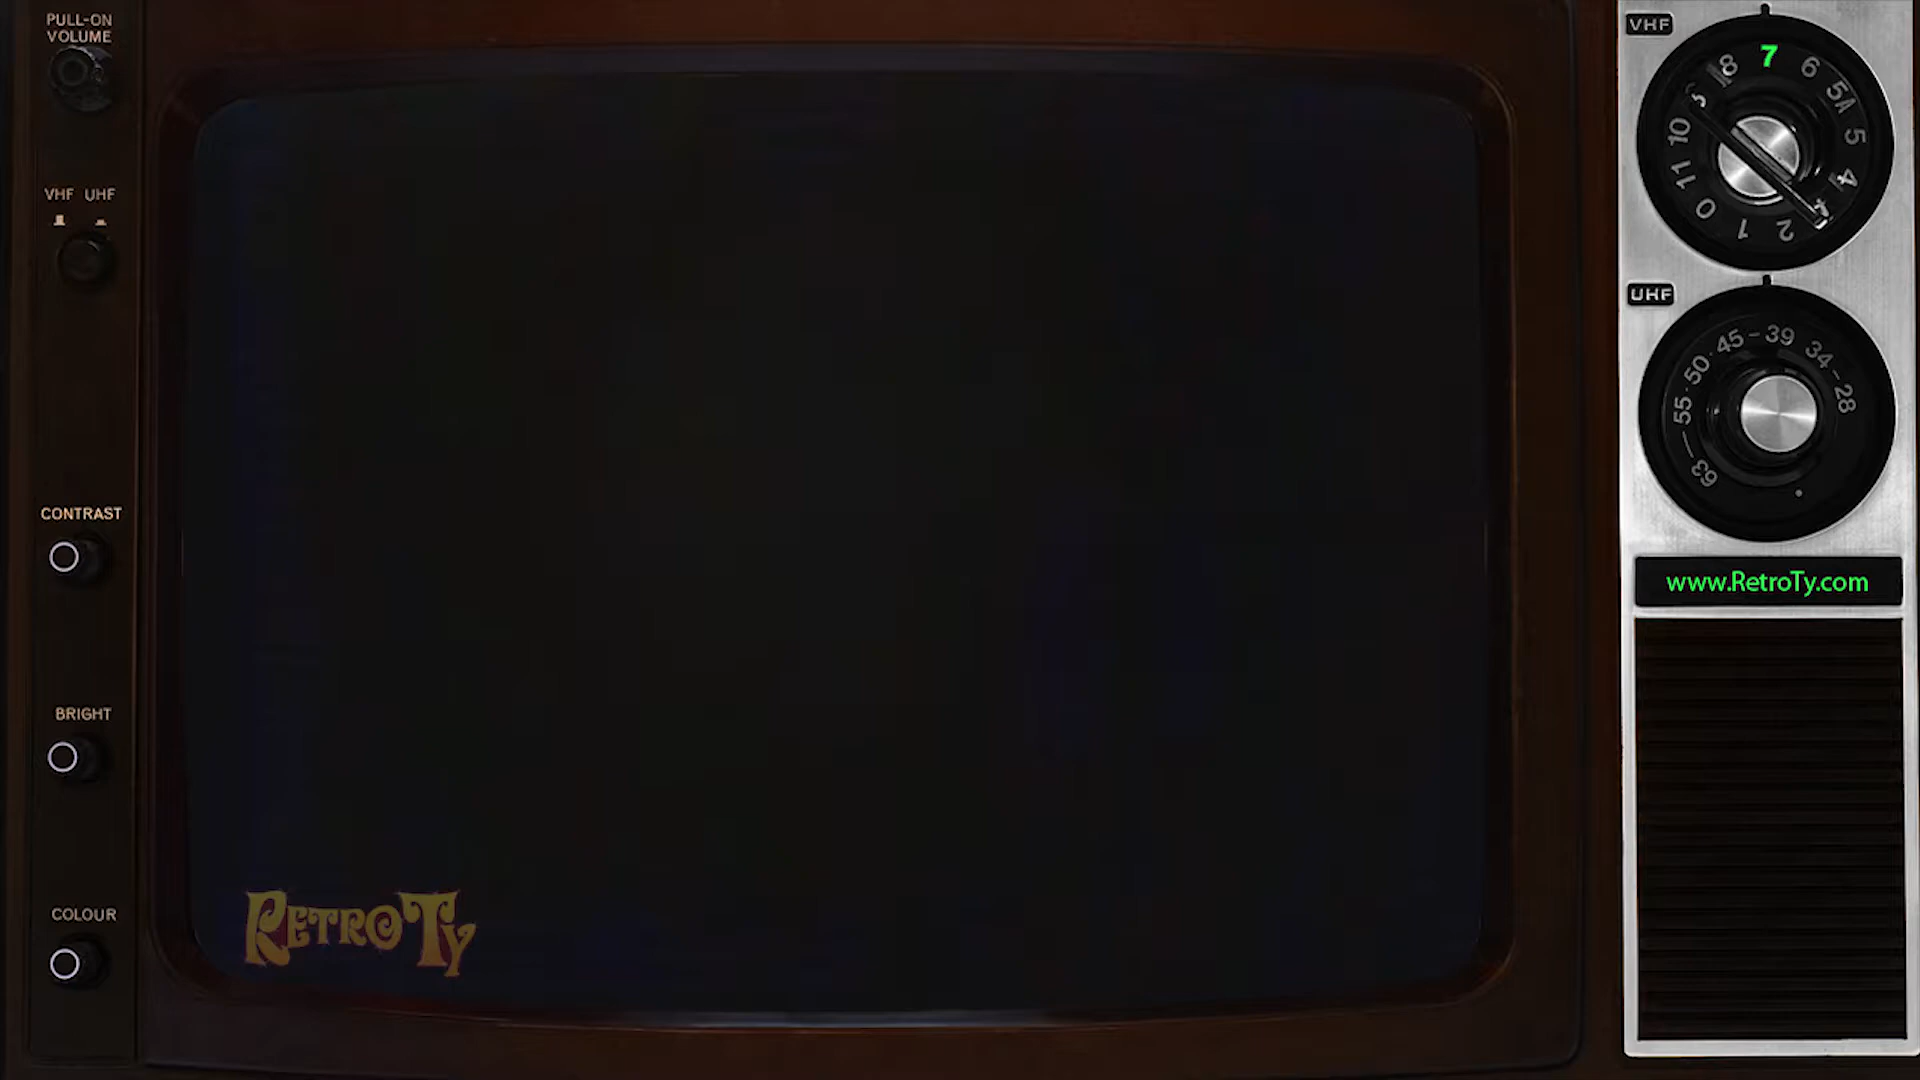 PULL-ON
VOLUME
VHF UHF
CONTRAST
BRIGHT
COLOUR
RETROTY
VHF
7
6
5A
5
4
2
1
0
11
10
8
UHF
63 55 50 45 39 34 28
www.RetroTy.com